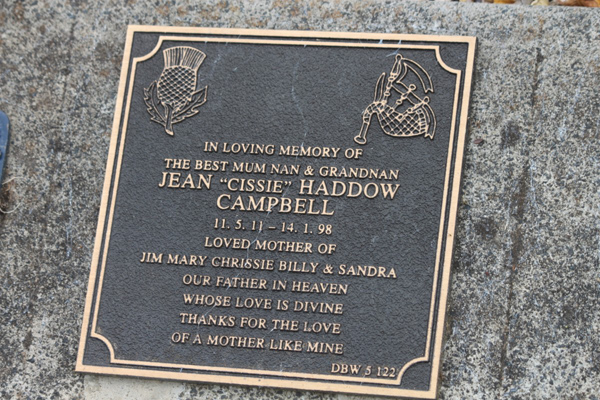 IN LOVING MEMORY OF
THE BEST MUM NAN & GRANDNAN
JEAN "CISSIE" HADDOW
CAMPBELL
11. 5. 11 – 14. 1. 98
LOVED MOTHER OF
JIM MARY CHRISSIE BILLY & SANDRA
OUR FATHER IN HEAVEN
WHOSE LOVE IS DIVINE
THANKS FOR THE LOVE
OF A MOTHER LIKE MINE
DBW 5 122